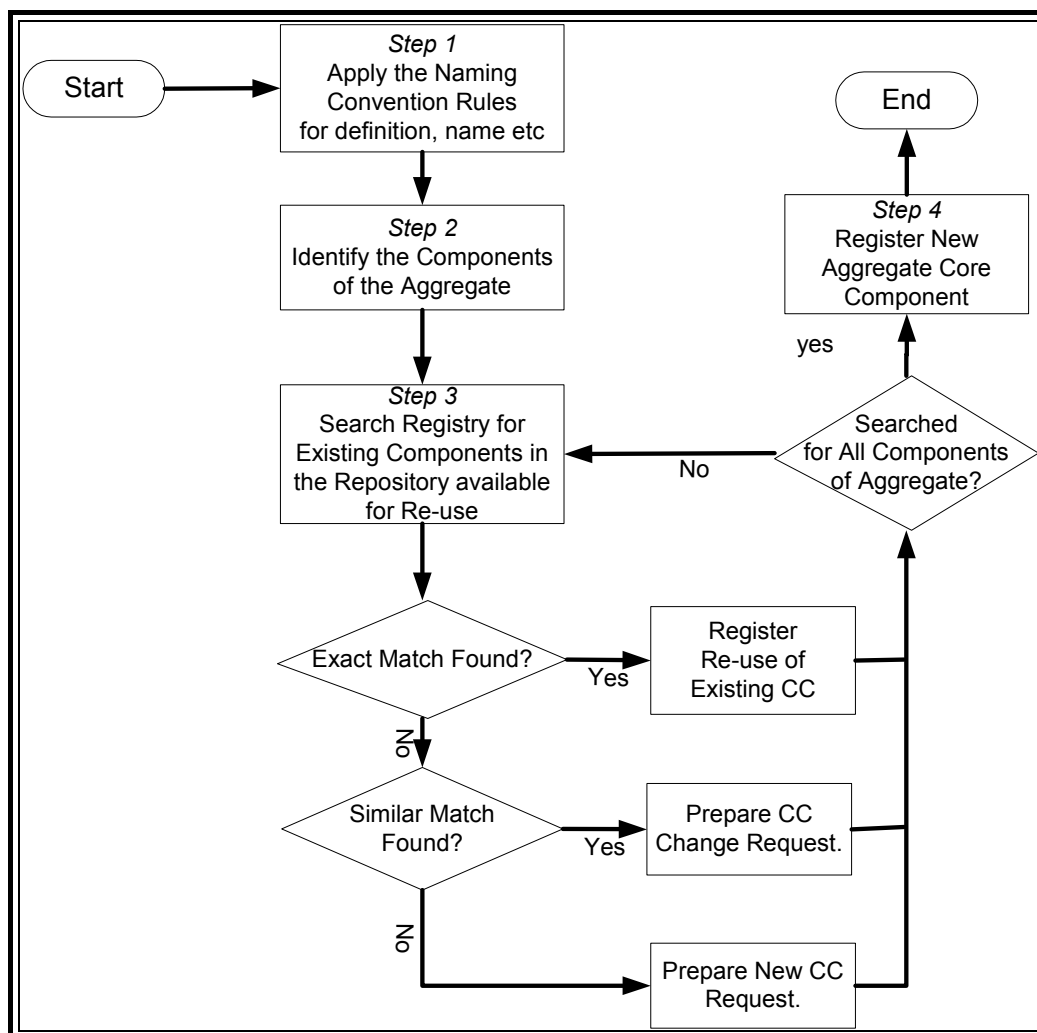 Start
Step 1
Apply the Naming
Convention Rules
for definition, name etc
Step 2
Identify the Components
of the Aggregate
Step 3
Search Registry for
Existing Components in
the Repository available
for Re-use
Exact Match Found?
Yes
Register
Re-use of
Existing CC
No
Similar Match
Found?
Yes
Prepare CC
Change Request.
No
Prepare New CC
Request.
Searched
for All Components
of Aggregate?
No
yes
Step 4
Register New
Aggregate Core
Component
End